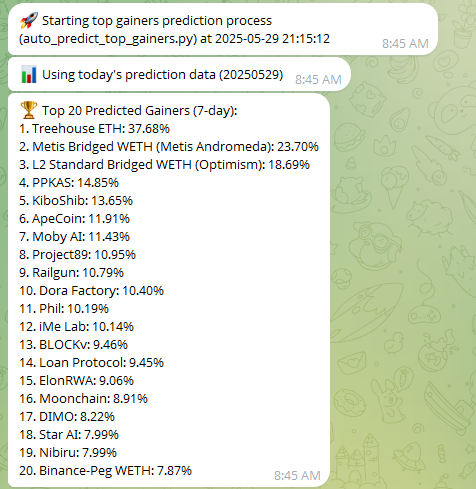 🚀 Starting top gainers prediction process
(auto_predict_top_gainers.py) at 2025-05-29 21:15:12
8:45 AM
📊 Using today's prediction data (20250529)
8:45 AM
🏆 Top 20 Predicted Gainers (7-day):
1. Treehouse ETH: 37.68%
2. Metis Bridged WETH (Metis Andromeda): 23.70%
3. L2 Standard Bridged WETH (Optimism): 18.69%
4. PPKAS: 14.85%
5. KiboShib: 13.65%
6. ApeCoin: 11.91%
7. Moby AI: 11.43%
8. Project89: 10.95%
9. Railgun: 10.79%
10. Dora Factory: 10.40%
11. Phil: 10.19%
12. iMe Lab: 10.14%
13. BLOCKv: 9.46%
14. Loan Protocol: 9.45%
15. ElonRWA: 9.06%
16. Moonchain: 8.91%
17. DIMO: 8.22%
18. Star AI: 7.99%
19. Nibiru: 7.99%
20. Binance-Peg WETH: 7.87%
8:45 AM